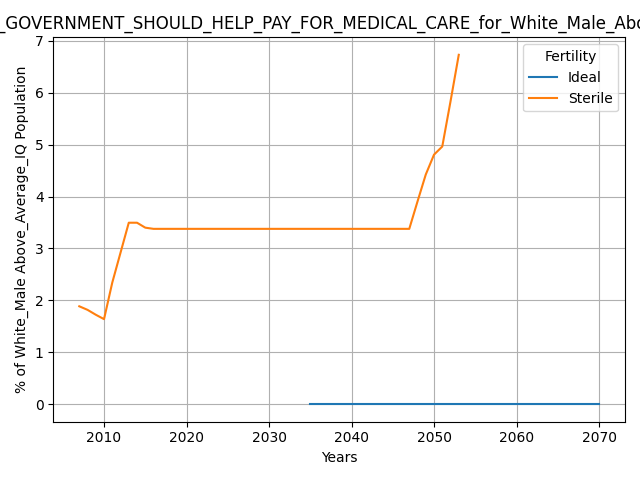 _GOVERNMENT_SHOULD_HELP_PAY_FOR_MEDICAL_CARE_for_White_Male_Abo
Fertility
Ideal
Sterile
% of White_Male Above_Average_IQ Population
7
6
5
4
3
2
1
0
2010 2020 2030 2040 2050 2060 2070
Years